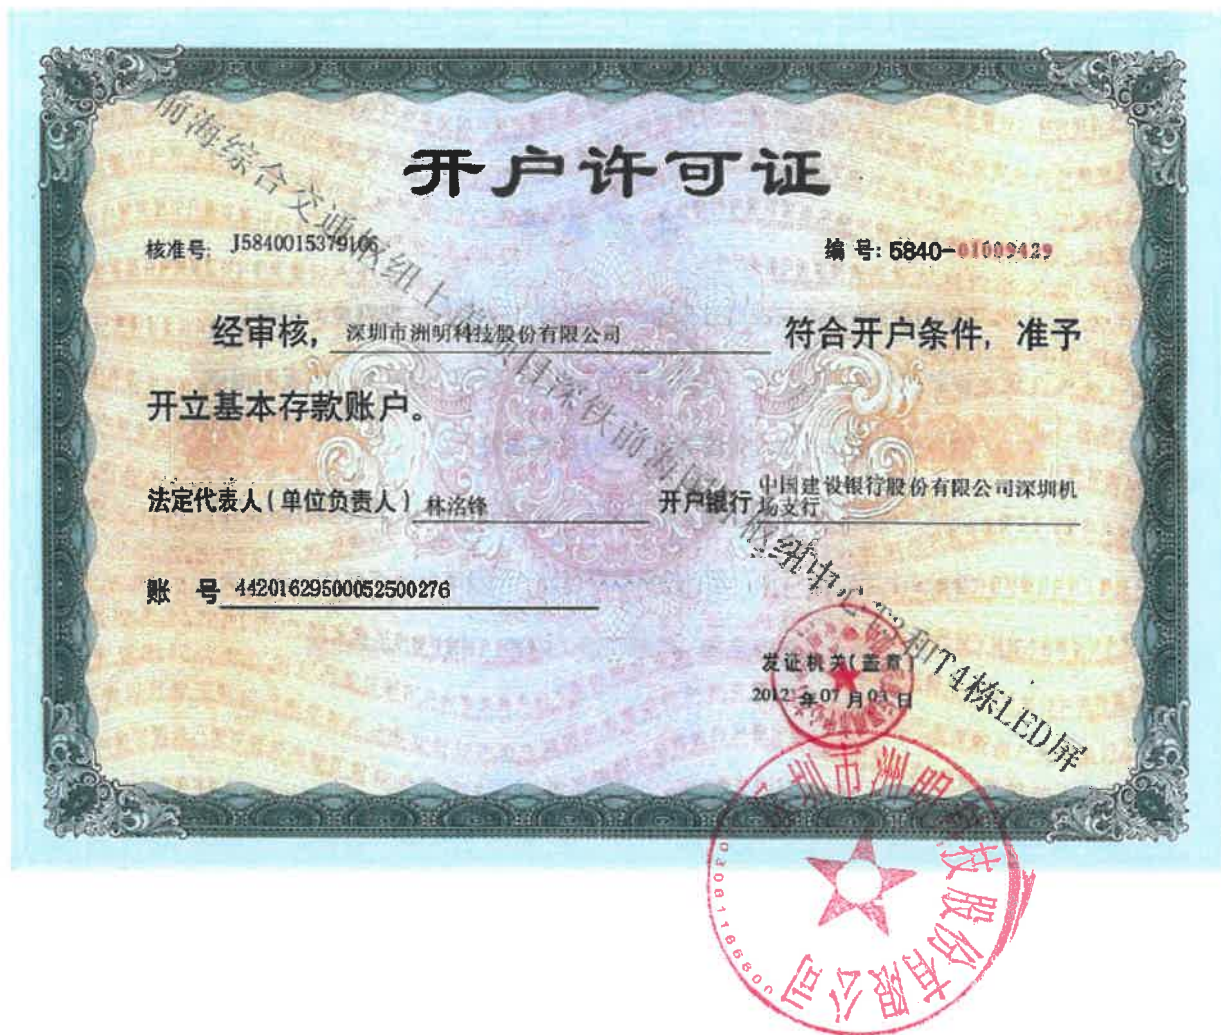 开户许可证
核准号: J5840015379106
编 号: 5840-01009429
经审核, 深圳市洲明科技股份有限公司 符合开户条件, 准予
开立基本存款账户。
法定代表人(单位负责人) 林洺锋 开户银行 中国建设银行股份有限公司深圳机
场支行
账 号 44201629500052500276
发证机关(盖章)
2012 年 07 月 03 日
前海综合交通枢纽上盖项目深铁前海国际枢纽中心T3和T4栋LED屏
深圳市洲明科技股份有限公司